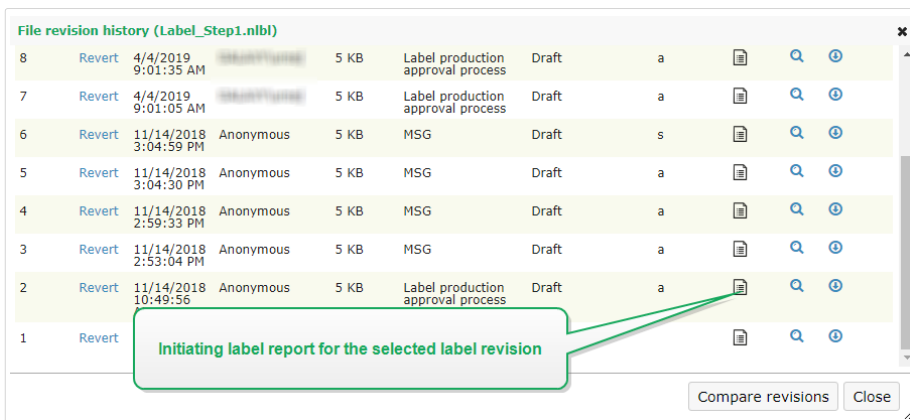 File revision history (Label_Step1.nlbl)
8 Revert 4/4/2019 5 KB Label production Draft a
9:01:35 AM approval process
7 Revert 4/4/2019 5 KB Label production Draft a
9:01:05 AM approval process
6 Revert 11/14/2018 Anonymous 5 KB MSG Draft s
3:04:59 PM
5 Revert 11/14/2018 Anonymous 5 KB MSG Draft a
3:04:30 PM
4 Revert 11/14/2018 Anonymous 5 KB MSG Draft a
2:59:33 PM
3 Revert 11/14/2018 Anonymous 5 KB MSG Draft a
2:53:04 PM
2 Revert 11/14/2018 Anonymous 5 KB Label production Draft a
10:49:56 approval process
1 Revert
Initiating label report for the selected label revision
Compare revisions Close